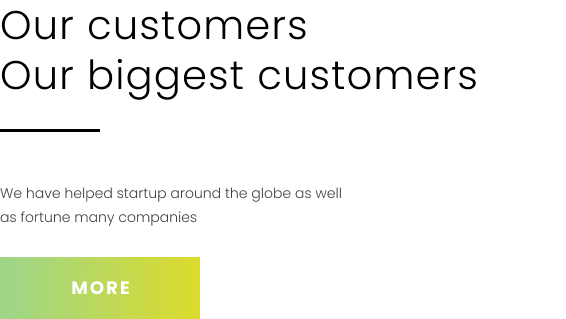 Our customers
Our biggest customers
We have helped startup around the globe as well
as fortune many companies
MORE